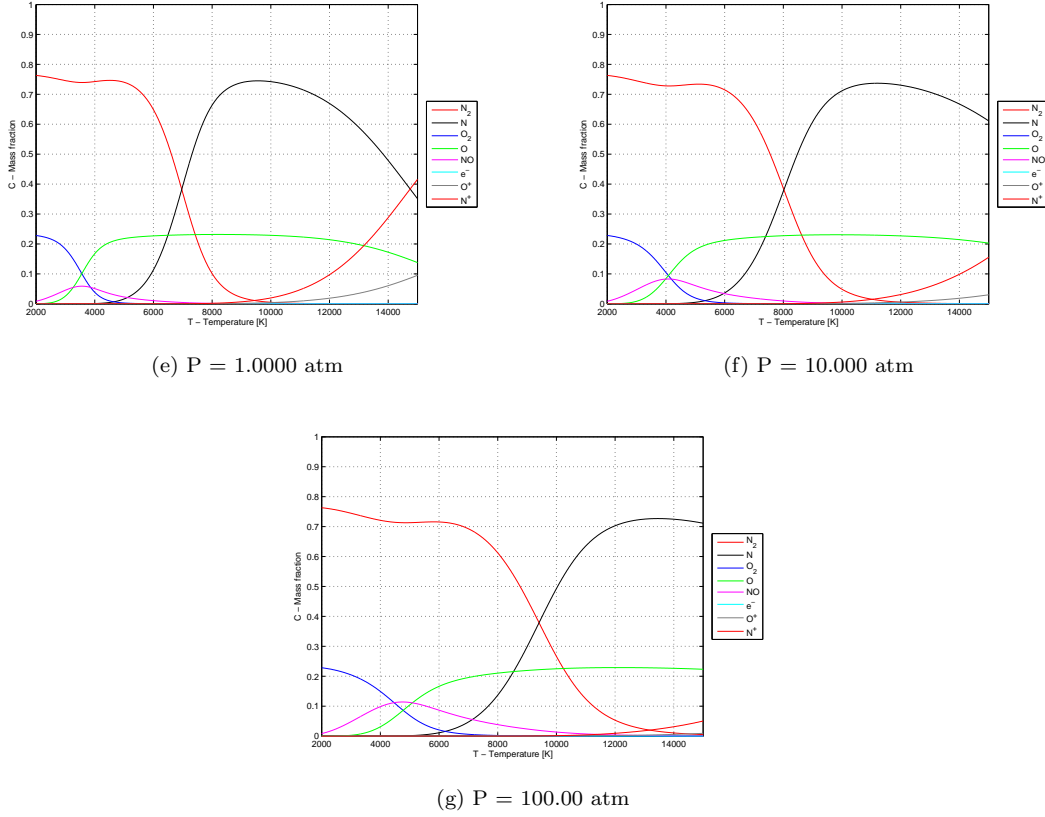 1
0.9
0.8
0.7
0.6
0.5
0.4
0.3
0.2
0.1
0
C − Mass fraction
2000 4000 6000 8000 10000 12000 14000
T − Temperature [K]
N2
N
O2
O
NO
e−
O+
N+
(e) P = 1.0000 atm
1
0.9
0.8
0.7
0.6
0.5
0.4
0.3
0.2
0.1
0
C − Mass fraction
2000 4000 6000 8000 10000 12000 14000
T − Temperature [K]
N2
N
O2
O
NO
e−
O+
N+
(f) P = 10.000 atm
1
0.9
0.8
0.7
0.6
0.5
0.4
0.3
0.2
0.1
0
C − Mass fraction
2000 4000 6000 8000 10000 12000 14000
T − Temperature [K]
N2
N
O2
O
NO
e−
O+
N+
(g) P = 100.00 atm